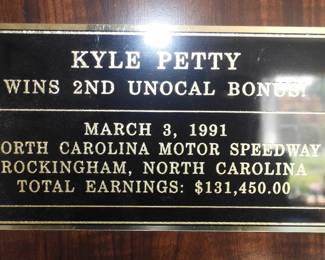 KYLE PETTY
WINS 2ND UNOCAL BONUS!
MARCH 3, 1991
ORTH CAROLINA MOTOR SPEEDWAY
ROCKINGHAM, NORTH CAROLINA
TOTAL EARNINGS: $131,450.00